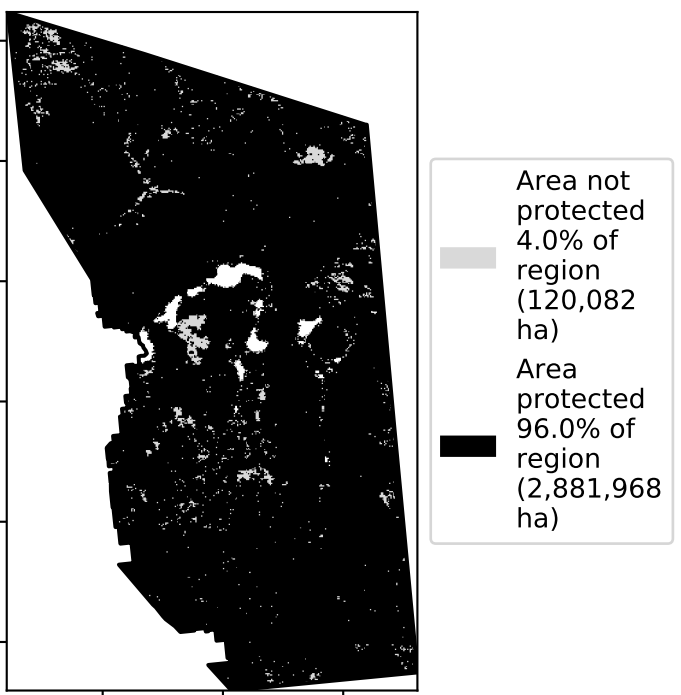 Area not
protected
4.0% of
region
(120,082
ha)
Area
protected
96.0% of
region
(2,881,968
ha)